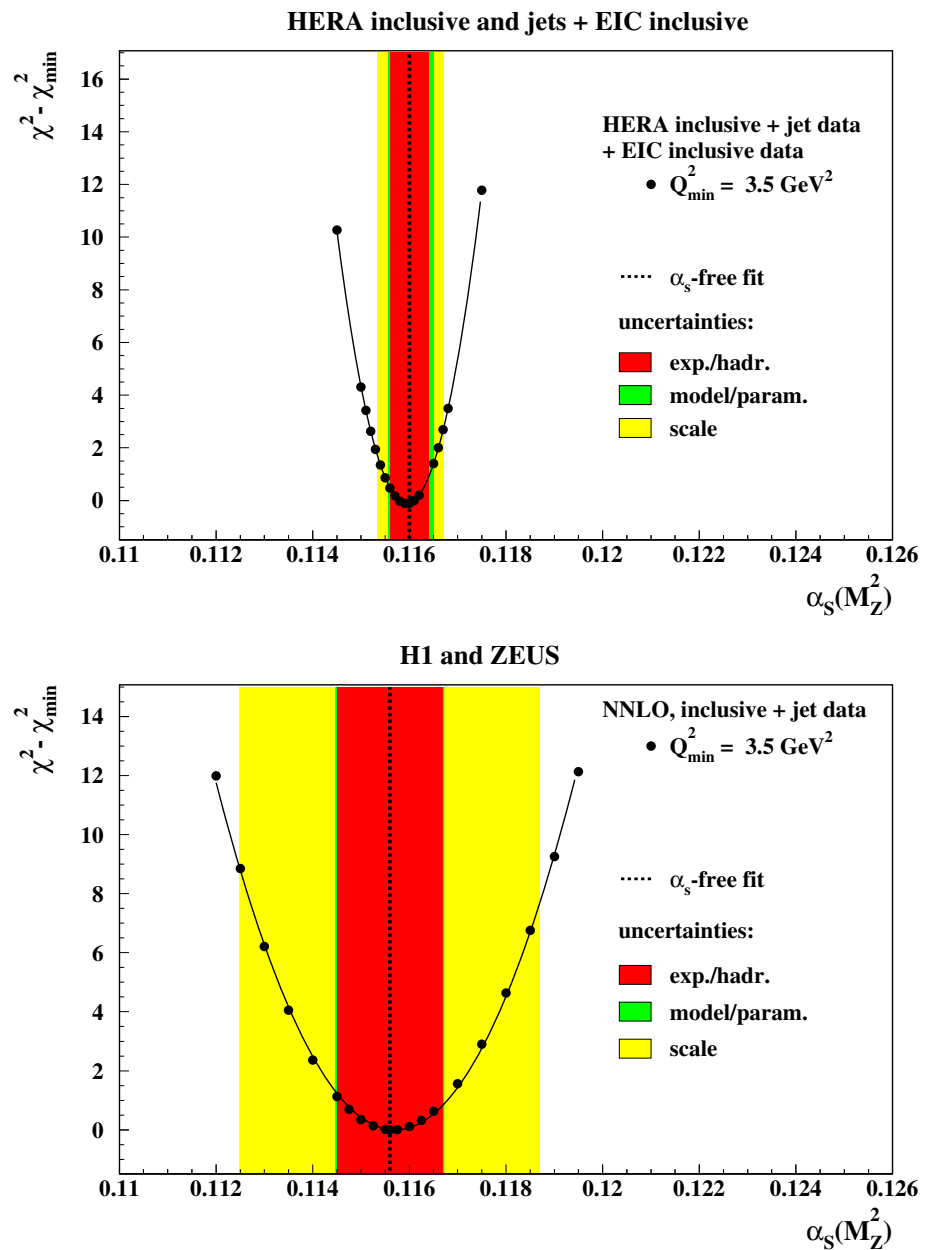 HERA inclusive and jets + EIC inclusive
χ² - χ²min
16
14
12
10
8
6
4
2
0
HERA inclusive + jet data
+ EIC inclusive data
Q²min = 3.5 GeV²
αs-free fit
uncertainties:
exp./hadr.
model/param.
scale
0.11 0.112 0.114 0.116 0.118 0.12 0.122 0.124 0.126
αS(M²Z)
H1 and ZEUS
χ² - χ²min
14
12
10
8
6
4
2
0
NNLO, inclusive + jet data
Q²min = 3.5 GeV²
αs-free fit
uncertainties:
exp./hadr.
model/param.
scale
0.11 0.112 0.114 0.116 0.118 0.12 0.122 0.124 0.126
αS(M²Z)